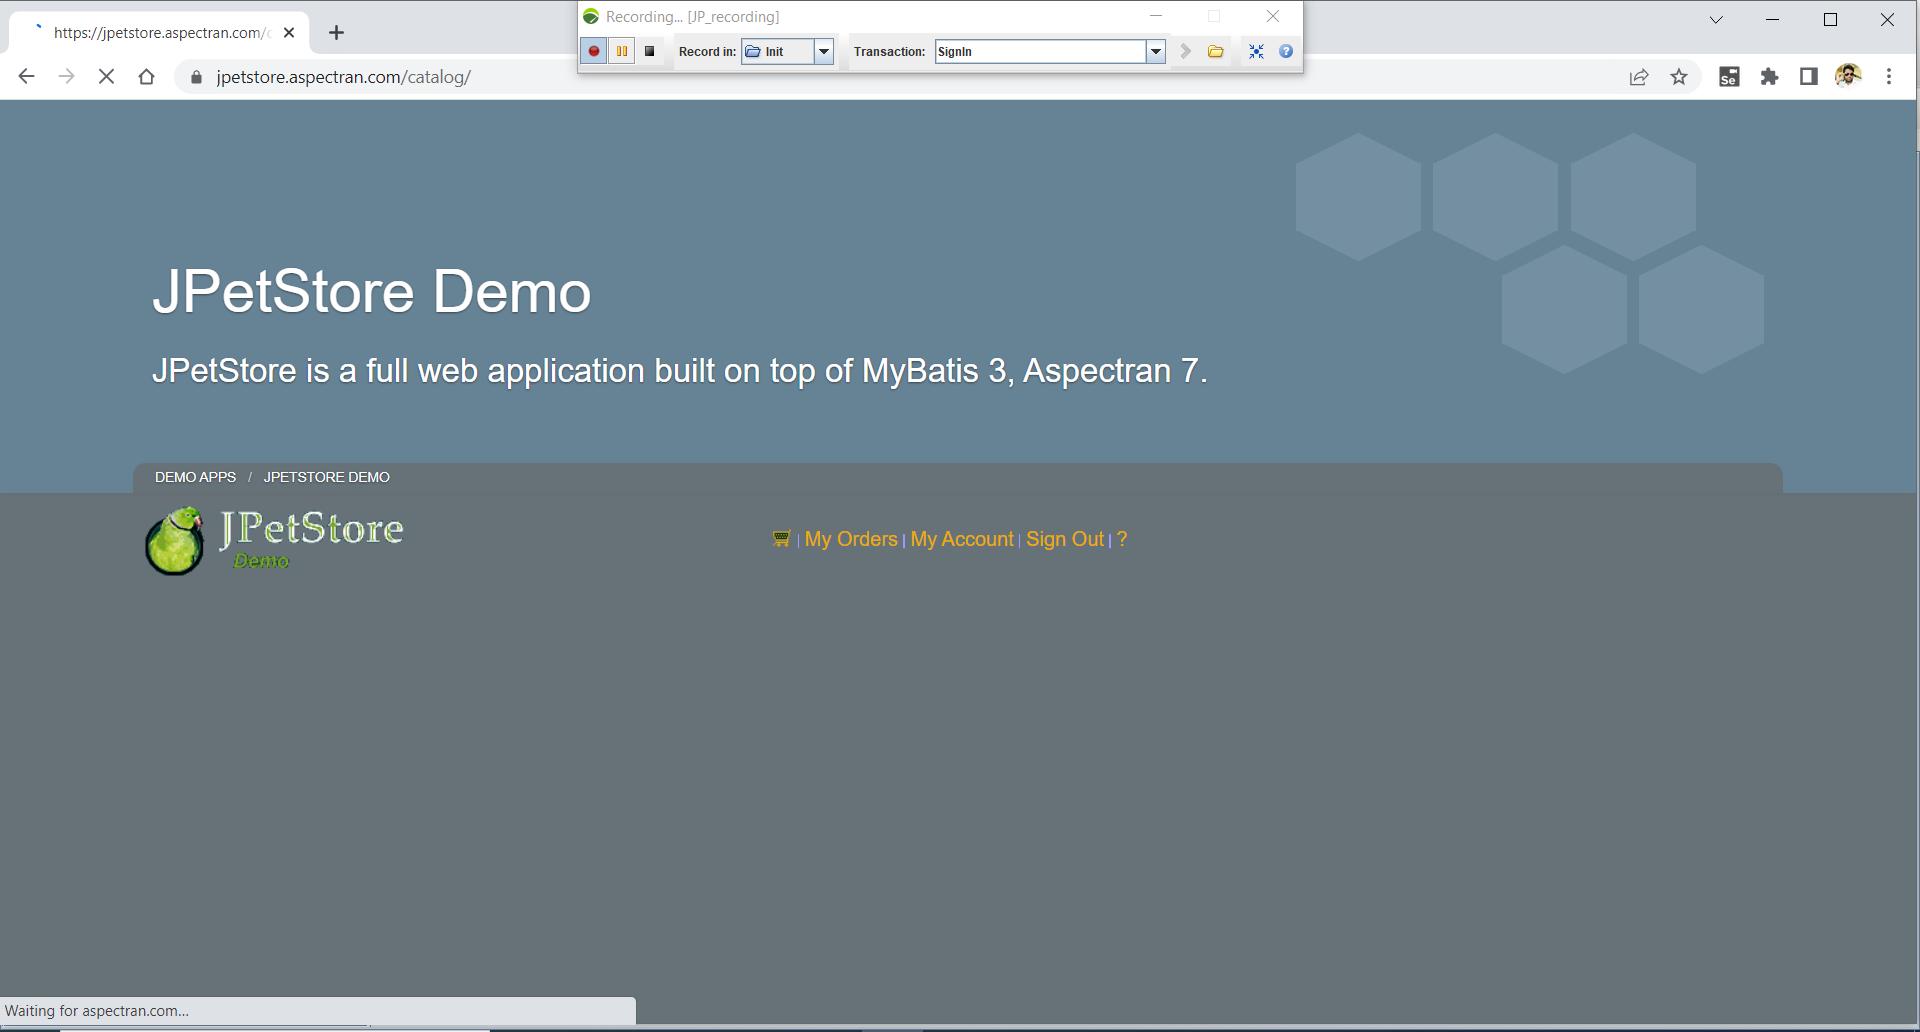 Recording... [JP_recording]
https://jpetstore.aspectran.com/c
Record in: Init Transaction: SignIn
jpetstore.aspectran.com/catalog/
Se
JPetStore Demo
JPetStore is a full web application built on top of MyBatis 3, Aspectran 7.
DEMO APPS / JPETSTORE DEMO
JPetStore
Demo
| My Orders | My Account | Sign Out | ?
Waiting for aspectran.com...